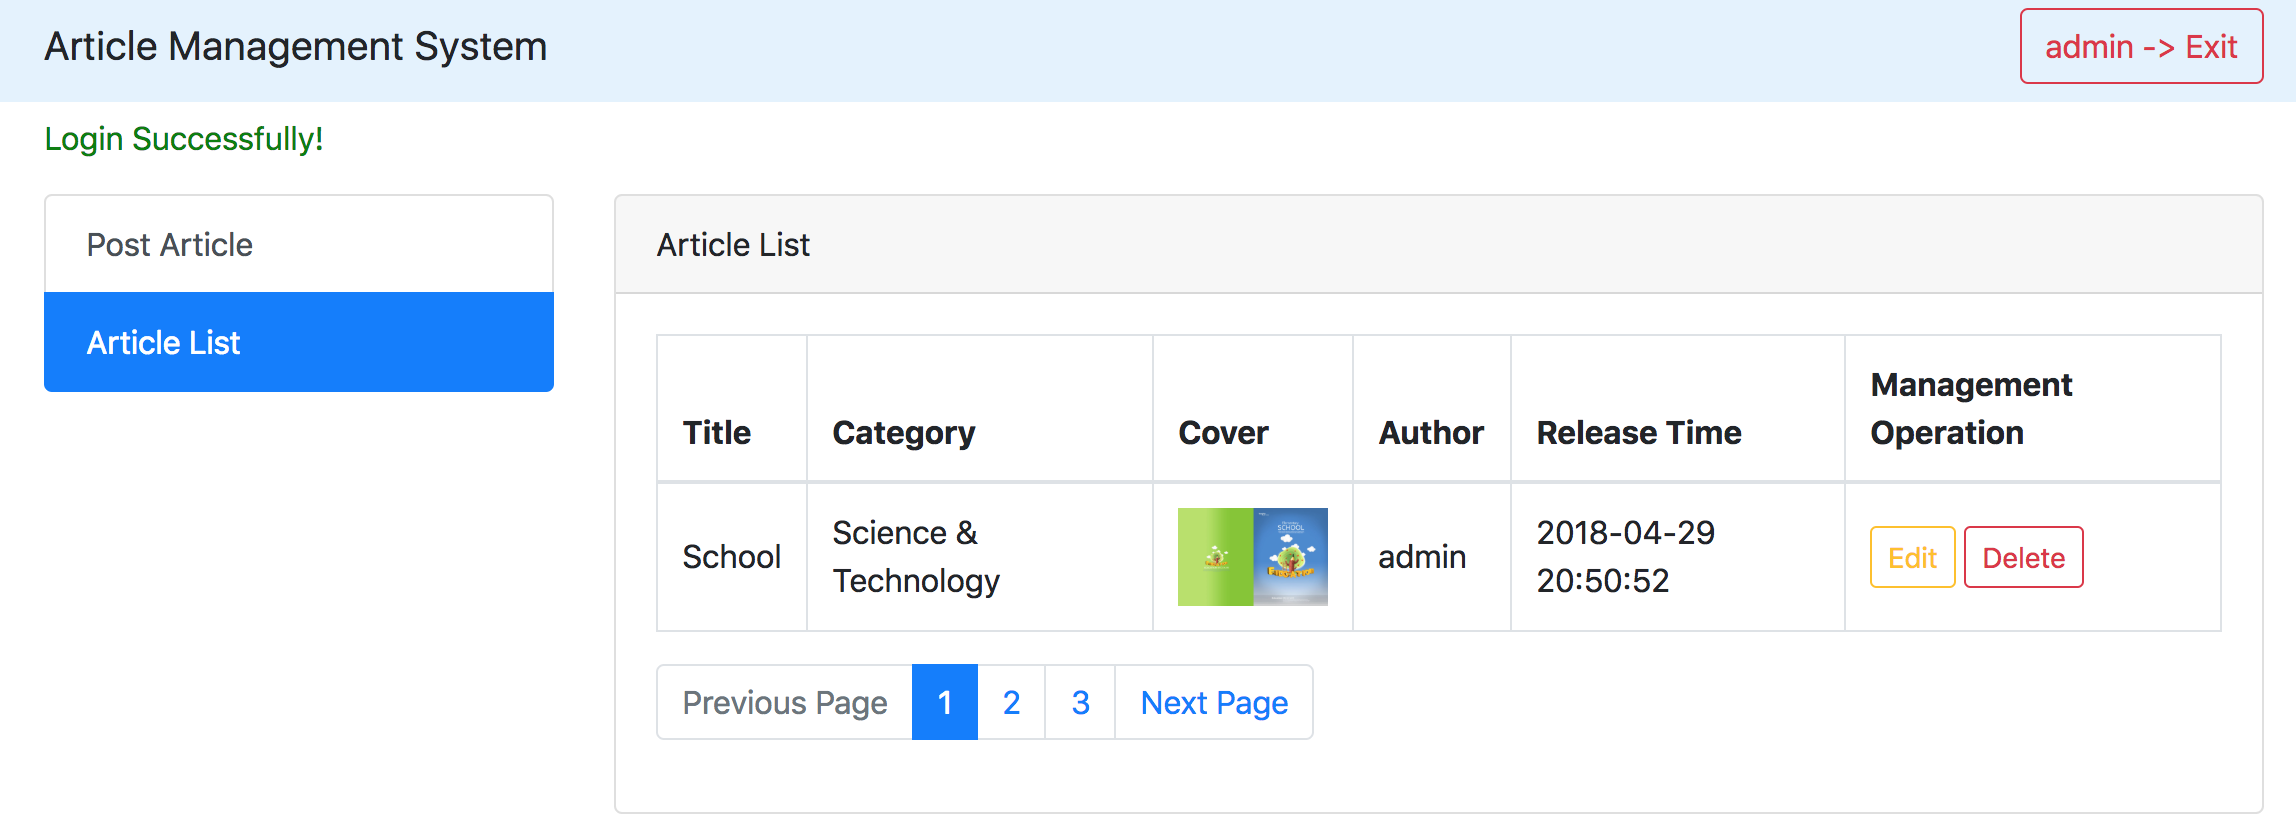 Article Management System
admin -> Exit
Login Successfully!
Post Article
Article List
Article List
Title
Category
Cover
Author
Release Time
Management
Operation
School
Science &
Technology
SCHOOL
admin
2018-04-29
20:50:52
Edit
Delete
Previous Page
1
2
3
Next Page